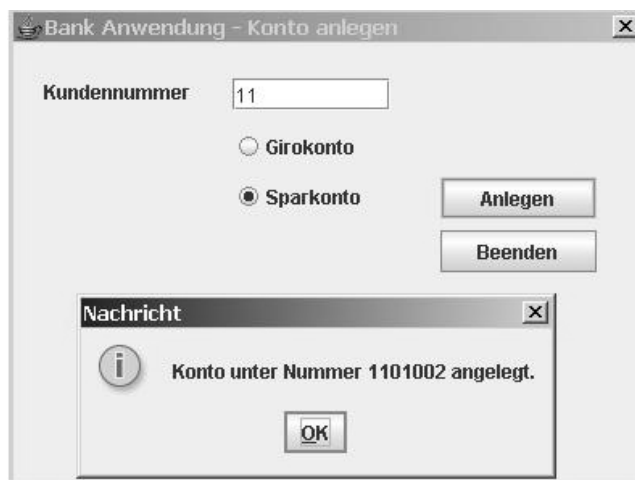 Bank Anwendung - Konto anlegen
Kundennummer 11
Girokonto
Sparkonto
Anlegen
Beenden
Nachricht
Konto unter Nummer 1101002 angelegt.
OK